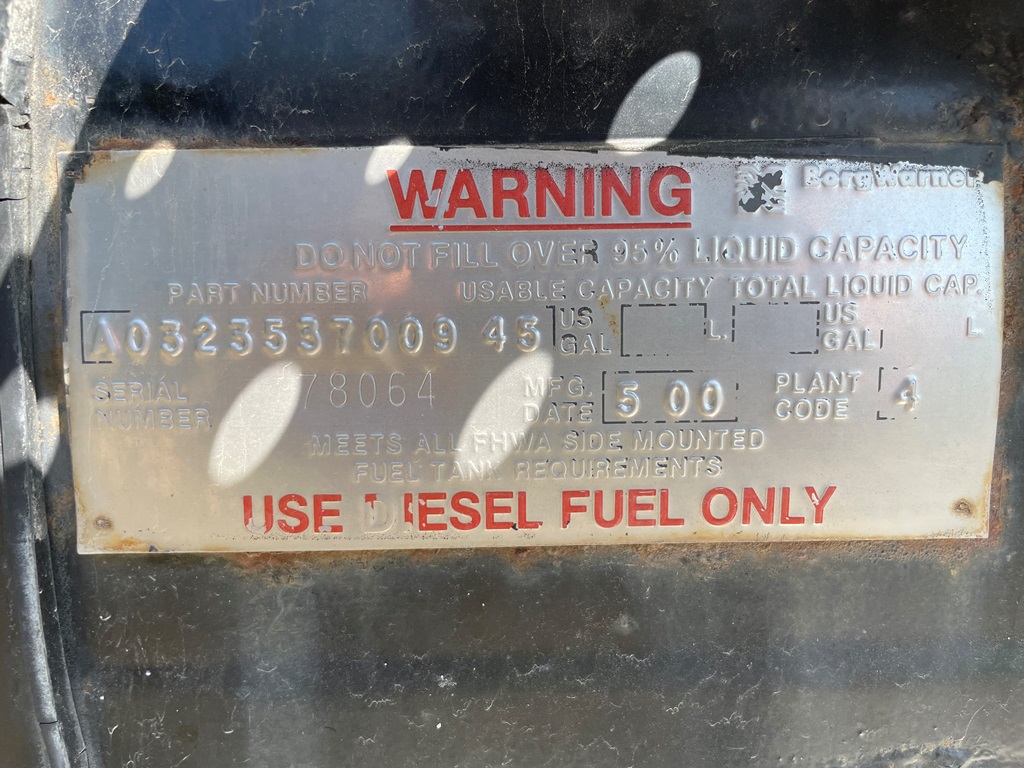 WARNING
BorgWarner
DO NOT FILL OVER 95% LIQUID CAPACITY
PART NUMBER USABLE CAPACITY TOTAL LIQUID CAP.
A0323537009 45 US GAL L. US GAL L
SERIAL NUMBER 78064 MFG. DATE 5 00 PLANT CODE 4
MEETS ALL FHWA SIDE MOUNTED
FUEL TANK REQUIREMENTS
USE DIESEL FUEL ONLY